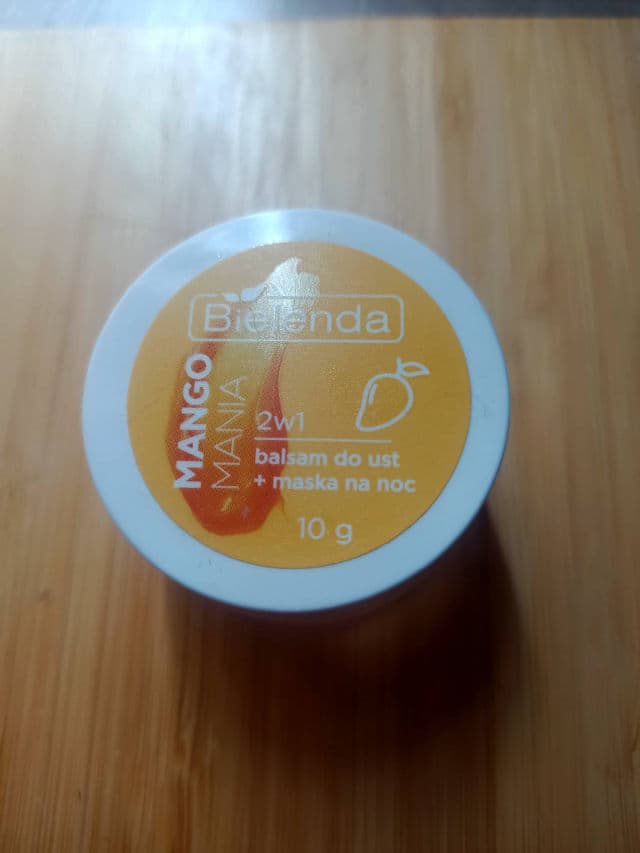 Bielenda
MANGO
MANIA
2w1
balsam do ust
+ maska na noc
10 g